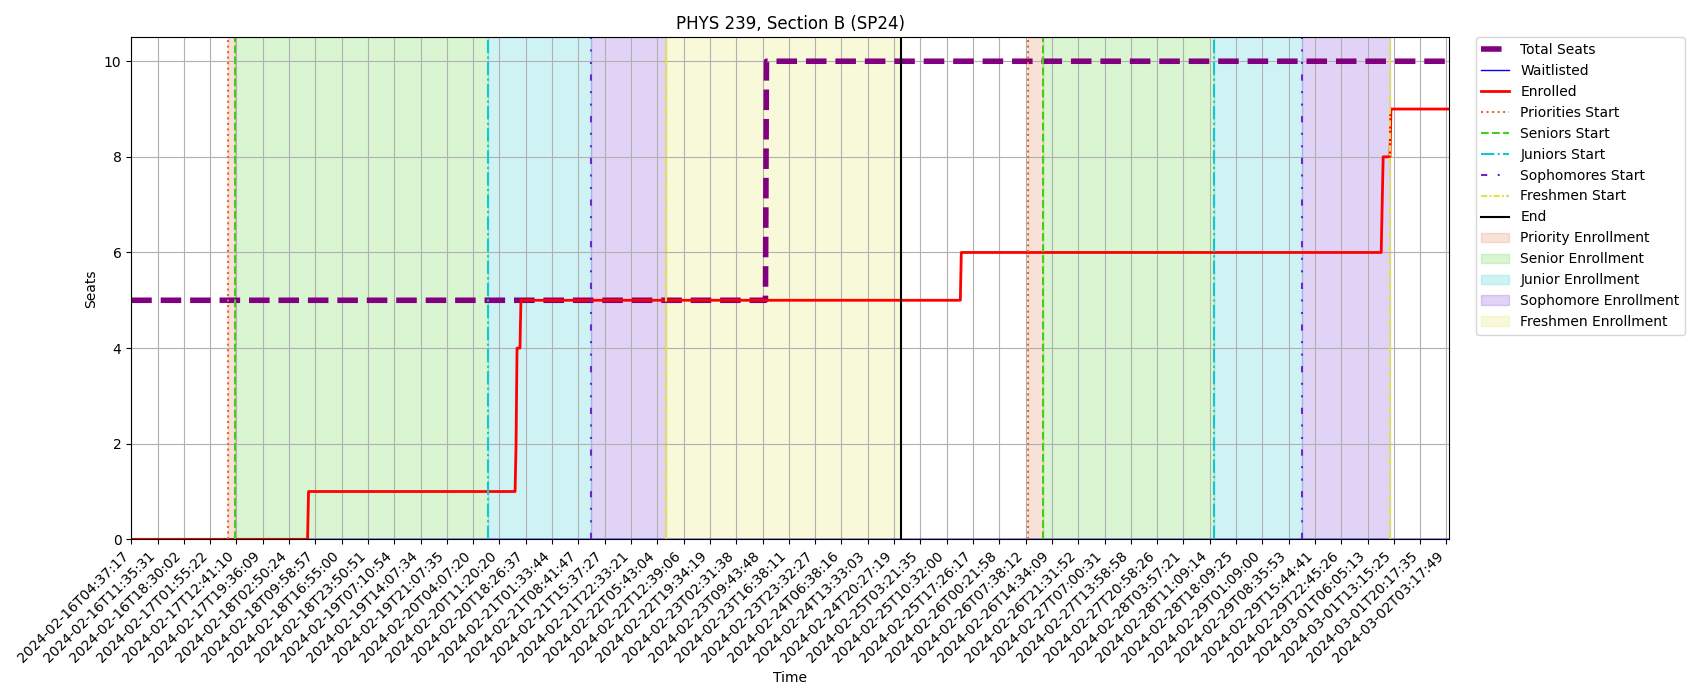 PHYS 239, Section B (SP24)
10
8
6
4
2
0
Seats
2024-02-16T04:37:17
2024-02-16T11:35:31
2024-02-16T18:30:02
2024-02-17T01:55:22
2024-02-17T12:41:10
2024-02-17T19:36:09
2024-02-18T02:50:24
2024-02-18T09:58:57
2024-02-18T16:55:00
2024-02-18T23:50:51
2024-02-19T07:10:54
2024-02-19T14:07:34
2024-02-19T21:07:35
2024-02-20T04:07:20
2024-02-20T11:20:20
2024-02-20T18:26:37
2024-02-21T01:33:44
2024-02-21T08:41:47
2024-02-21T15:37:27
2024-02-21T22:33:21
2024-02-22T05:43:04
2024-02-22T12:39:06
2024-02-22T19:34:19
2024-02-23T02:31:38
2024-02-23T09:43:48
2024-02-23T16:38:11
2024-02-23T23:32:27
2024-02-24T06:38:16
2024-02-24T13:33:03
2024-02-24T20:27:19
2024-02-25T03:21:35
2024-02-25T10:32:00
2024-02-25T17:26:17
2024-02-26T00:21:58
2024-02-26T07:38:12
2024-02-26T14:34:09
2024-02-26T21:31:52
2024-02-27T07:00:31
2024-02-27T13:58:58
2024-02-27T20:58:26
2024-02-28T03:57:21
2024-02-28T11:09:14
2024-02-28T18:09:25
2024-02-29T01:09:00
2024-02-29T08:35:53
2024-02-29T15:44:41
2024-02-29T22:45:26
2024-03-01T06:05:13
2024-03-01T13:15:25
2024-03-01T20:17:35
2024-03-02T03:17:49
Time
Total Seats
Waitlisted
Enrolled
Priorities Start
Seniors Start
Juniors Start
Sophomores Start
Freshmen Start
End
Priority Enrollment
Senior Enrollment
Junior Enrollment
Sophomore Enrollment
Freshmen Enrollment